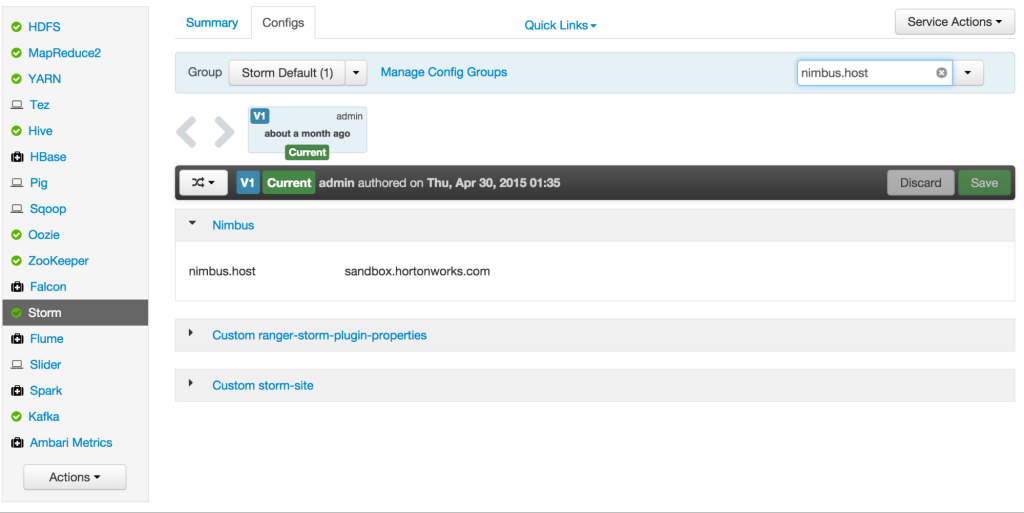 HDFS
MapReduce2
YARN
Tez
Hive
HBase
Pig
Sqoop
Oozie
ZooKeeper
Falcon
Storm
Flume
Slider
Spark
Kafka
Ambari Metrics
Actions
Summary Configs Quick Links Service Actions
Group Storm Default (1) Manage Config Groups nimbus.host
V1 admin
about a month ago
Current
V1 Current admin authored on Thu, Apr 30, 2015 01:35 Discard Save
Nimbus
nimbus.host sandbox.hortonworks.com
Custom ranger-storm-plugin-properties
Custom storm-site